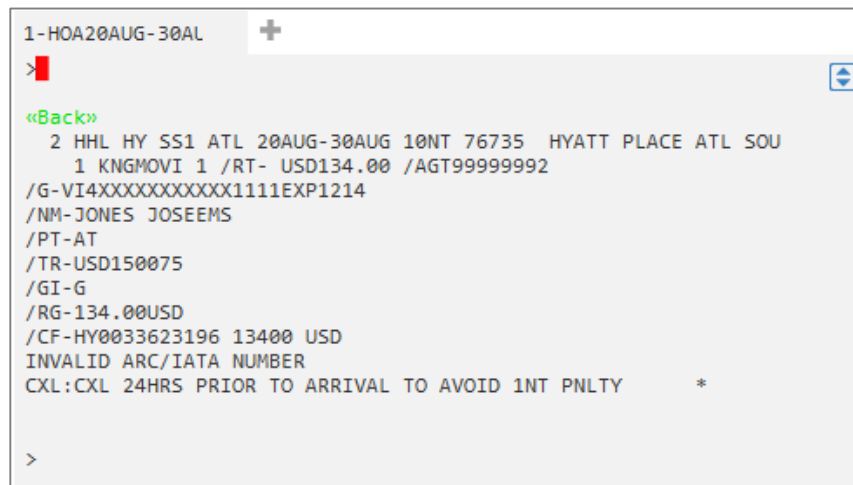 1-HOA20AUG-30AL
>
«Back»
2 HHL HY SS1 ATL 20AUG-30AUG 10NT 76735 HYATT PLACE ATL SOU
1 KNGMOVI 1 /RT- USD134.00 /AGT99999992
/G-VI4XXXXXXXXXXX1111EXP1214
/NM-JONES JOSEEMS
/PT-AT
/TR-USD150075
/GI-G
/RG-134.00USD
/CF-HY0033623196 13400 USD
INVALID ARC/IATA NUMBER
CXL:CXL 24HRS PRIOR TO ARRIVAL TO AVOID 1NT PNLTY *
>